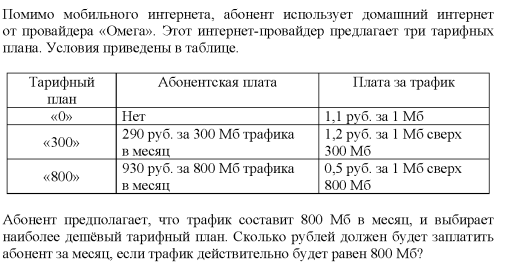 Помимо мобильного интернета, абонент использует домашний интернет
от провайдера «Омега». Этот интернет-провайдер предлагает три тарифных
плана. Условия приведены в таблице.
Тарифный план | Абонентская плата | Плата за трафик
«0» | Нет | 1,1 руб. за 1 Мб
«300» | 290 руб. за 300 Мб трафика в месяц | 1,2 руб. за 1 Мб сверх 300 Мб
«800» | 930 руб. за 800 Мб трафика в месяц | 0,5 руб. за 1 Мб сверх 800 Мб
Абонент предполагает, что трафик составит 800 Мб в месяц, и выбирает
наиболее дешёвый тарифный план. Сколько рублей должен будет заплатить
абонент за месяц, если трафик действительно будет равен 800 Мб?